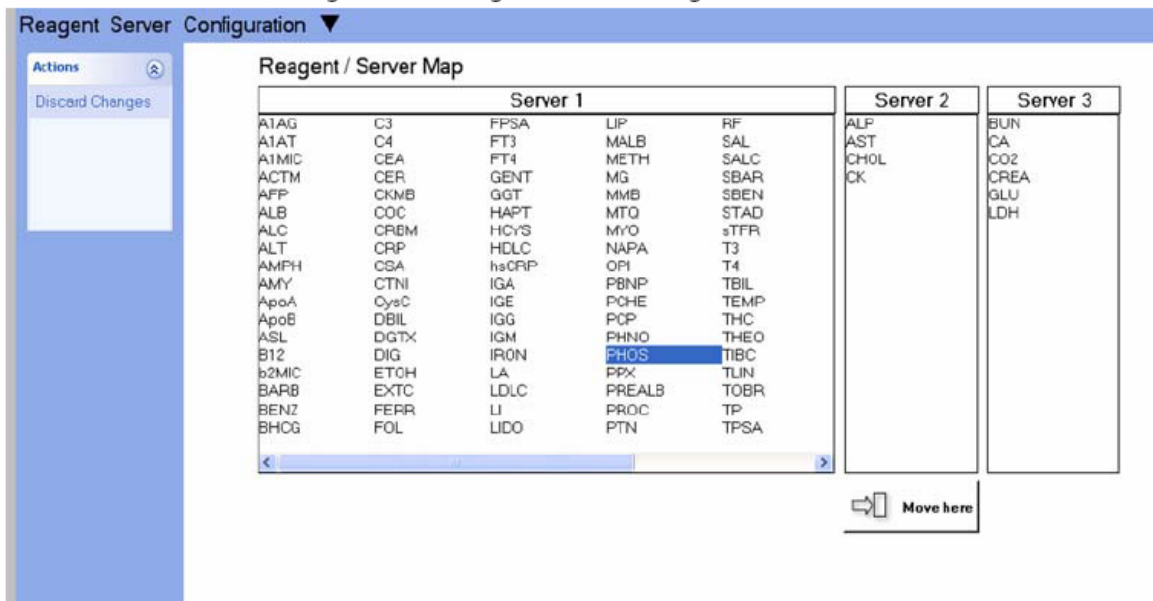 Reagent Server Configuration ▼
Actions
Discard Changes
Reagent / Server Map
Server 1 Server 2 Server 3
A1AG C3 FPSA LIP RF ALP BUN
A1AT C4 FT3 MALB SAL AST CA
A1MIC CEA FT4 METH SALC CHOL CO2
ACTM CER GENT MG SBAR CK CREA
AFP CKMB GGT MMB SBEN GLU
ALB COC HAPT MTQ STAD LDH
ALC CRBM HCYS MYO sTFR
ALT CRP HDLC NAPA T3
AMPH CSA hsCRP OPI T4
AMY CTNI IGA PBNP TBIL
ApoA CysC IGE PCHE TEMP
ApoB DBIL IGG PCP THC
ASL DGTX IGM PHNO THEO
B12 DIG IRON PHOS TIBC
b2MIC ETOH LA PPX TLIN
BARB EXTC LDLC PREALB TOBR
BENZ FERR LI PROC TP
BHCG FOL LIDO PTN TPSA
Move here